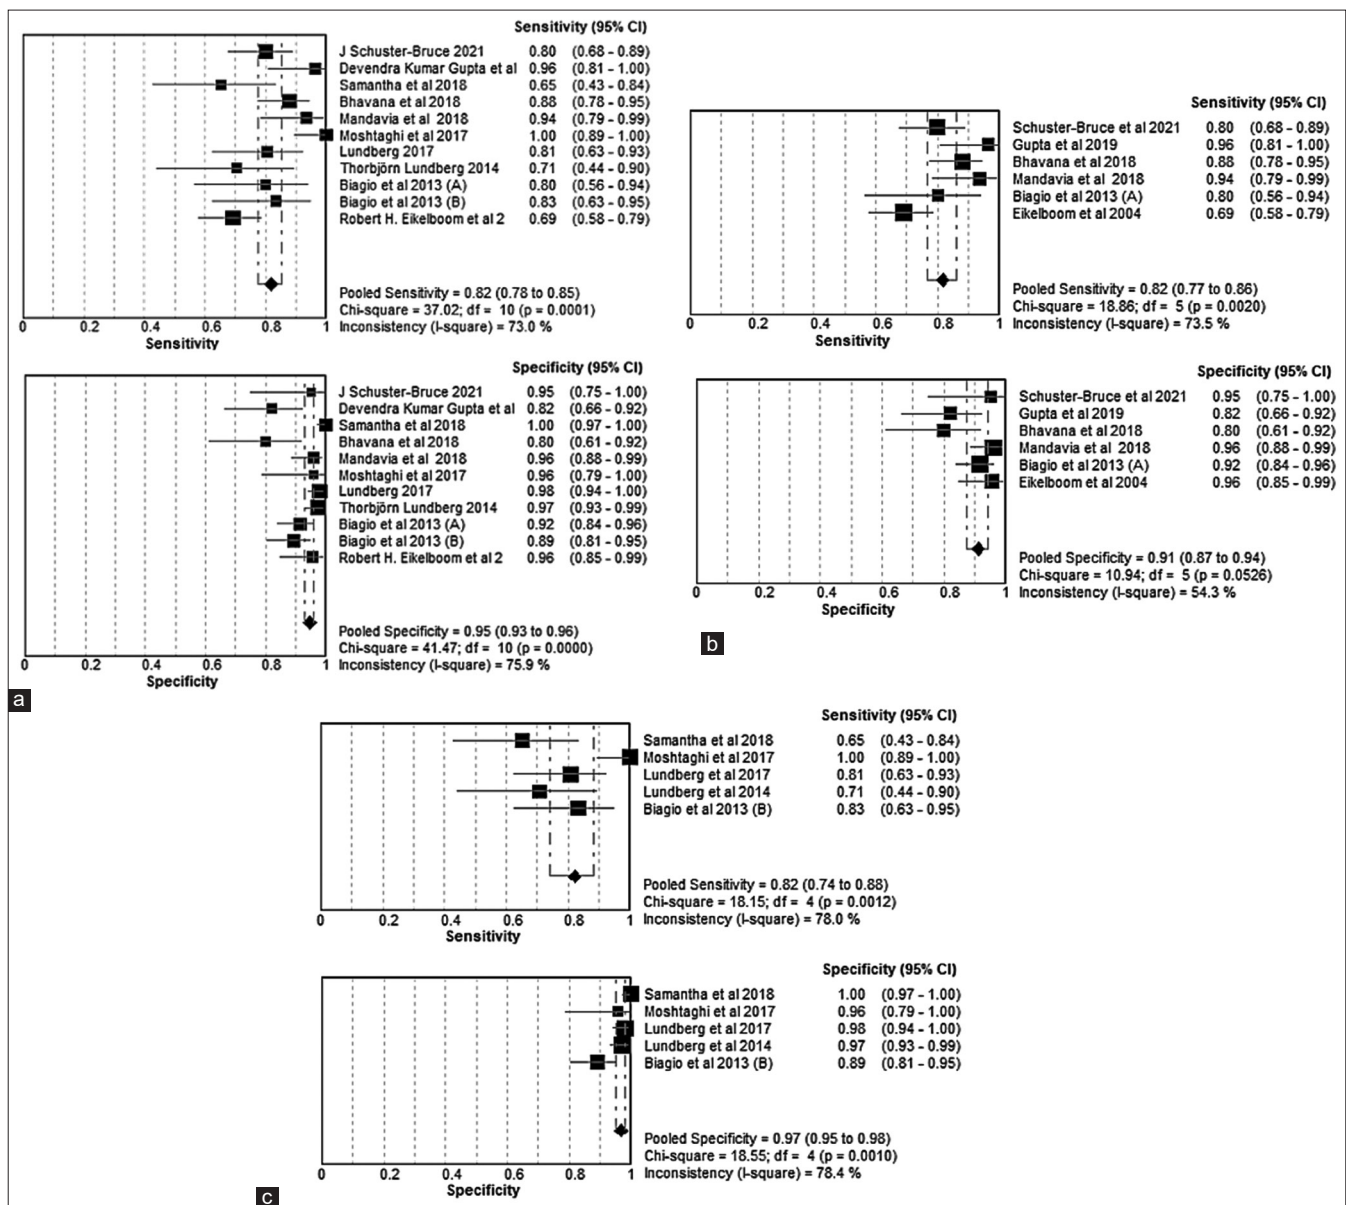 Sensitivity (95% CI)
J Schuster-Bruce 2021 0.80 (0.68 - 0.89)
Devendra Kumar Gupta et al 0.96 (0.81 - 1.00)
Samantha et al 2018 0.65 (0.43 - 0.84)
Bhavana et al 2018 0.88 (0.78 - 0.95)
Mandavia et al 2018 0.94 (0.79 - 0.99)
Moshtaghi et al 2017 1.00 (0.89 - 1.00)
Lundberg 2017 0.81 (0.63 - 0.93)
Thorbjörn Lundberg 2014 0.71 (0.44 - 0.90)
Biagio et al 2013 (A) 0.80 (0.56 - 0.94)
Biagio et al 2013 (B) 0.83 (0.63 - 0.95)
Robert H. Eikelboom et al 2 0.69 (0.58 - 0.79)
Pooled Sensitivity = 0.82 (0.78 to 0.85)
Chi-square = 37.02; df = 10 (p = 0.0001)
Inconsistency (I-square) = 73.0 %
0 0.2 0.4 0.6 0.8 1
Sensitivity
Specificity (95% CI)
J Schuster-Bruce 2021 0.95 (0.75 - 1.00)
Devendra Kumar Gupta et al 0.82 (0.66 - 0.92)
Samantha et al 2018 1.00 (0.97 - 1.00)
Bhavana et al 2018 0.80 (0.61 - 0.92)
Mandavia et al 2018 0.96 (0.88 - 0.99)
Moshtaghi et al 2017 0.96 (0.79 - 1.00)
Lundberg 2017 0.98 (0.94 - 1.00)
Thorbjörn Lundberg 2014 0.97 (0.93 - 0.99)
Biagio et al 2013 (A) 0.92 (0.84 - 0.96)
Biagio et al 2013 (B) 0.89 (0.81 - 0.95)
Robert H. Eikelboom et al 2 0.96 (0.85 - 0.99)
Pooled Specificity = 0.95 (0.93 to 0.96)
Chi-square = 41.47; df = 10 (p = 0.0000)
Inconsistency (I-square) = 75.9 %
0 0.2 0.4 0.6 0.8 1
Specificity
a
Sensitivity (95% CI)
Schuster-Bruce et al 2021 0.80 (0.68 - 0.89)
Gupta et al 2019 0.96 (0.81 - 1.00)
Bhavana et al 2018 0.88 (0.78 - 0.95)
Mandavia et al 2018 0.94 (0.79 - 0.99)
Biagio et al 2013 (A) 0.80 (0.56 - 0.94)
Eikelboom et al 2004 0.69 (0.58 - 0.79)
Pooled Sensitivity = 0.82 (0.77 to 0.86)
Chi-square = 18.86; df = 5 (p = 0.0020)
Inconsistency (I-square) = 73.5 %
0 0.2 0.4 0.6 0.8 1
Sensitivity
Specificity (95% CI)
Schuster-Bruce et al 2021 0.95 (0.75 - 1.00)
Gupta et al 2019 0.82 (0.66 - 0.92)
Bhavana et al 2018 0.80 (0.61 - 0.92)
Mandavia et al 2018 0.96 (0.88 - 0.99)
Biagio et al 2013 (A) 0.92 (0.84 - 0.96)
Eikelboom et al 2004 0.96 (0.85 - 0.99)
Pooled Specificity = 0.91 (0.87 to 0.94)
Chi-square = 10.94; df = 5 (p = 0.0526)
Inconsistency (I-square) = 54.3 %
0 0.2 0.4 0.6 0.8 1
Specificity
b
Sensitivity (95% CI)
Samantha et al 2018 0.65 (0.43 - 0.84)
Moshtaghi et al 2017 1.00 (0.89 - 1.00)
Lundberg et al 2017 0.81 (0.63 - 0.93)
Lundberg et al 2014 0.71 (0.44 - 0.90)
Biagio et al 2013 (B) 0.83 (0.63 - 0.95)
Pooled Sensitivity = 0.82 (0.74 to 0.88)
Chi-square = 18.15; df = 4 (p = 0.0012)
Inconsistency (I-square) = 78.0 %
0 0.2 0.4 0.6 0.8 1
Sensitivity
Specificity (95% CI)
Samantha et al 2018 1.00 (0.97 - 1.00)
Moshtaghi et al 2017 0.96 (0.79 - 1.00)
Lundberg et al 2017 0.98 (0.94 - 1.00)
Lundberg et al 2014 0.97 (0.93 - 0.99)
Biagio et al 2013 (B) 0.89 (0.81 - 0.95)
Pooled Specificity = 0.97 (0.95 to 0.98)
Chi-square = 18.55; df = 4 (p = 0.0010)
Inconsistency (I-square) = 78.4 %
0 0.2 0.4 0.6 0.8 1
Specificity
c